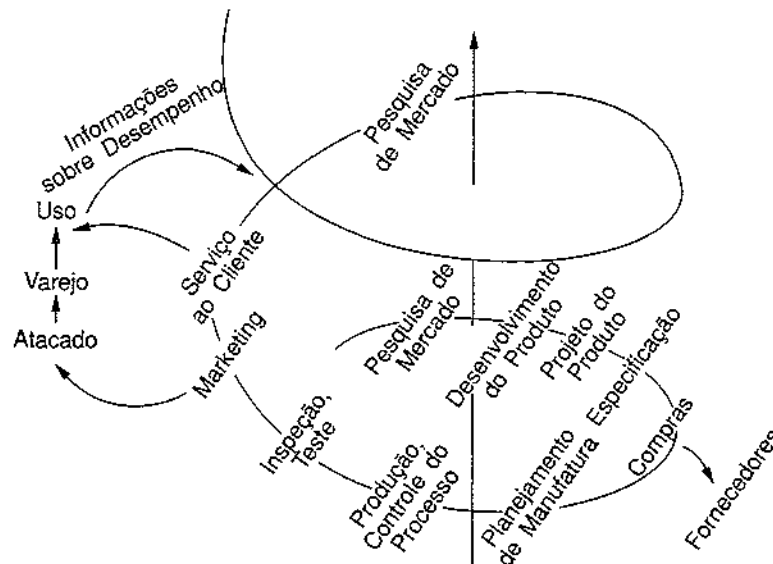 Pesquisa
de Mercado
Informações
sobre Desempenho
Uso
Varejo
Atacado
Serviço
ao Cliente
Marketing
Pesquisa de
Mercado
Desenvolvimento
do Produto
Projeto do
Produto
Especificação
Compras
Fornecedores
Planejamento
de Manufatura
Produção,
Controle do
Processo
Inspeção,
Teste